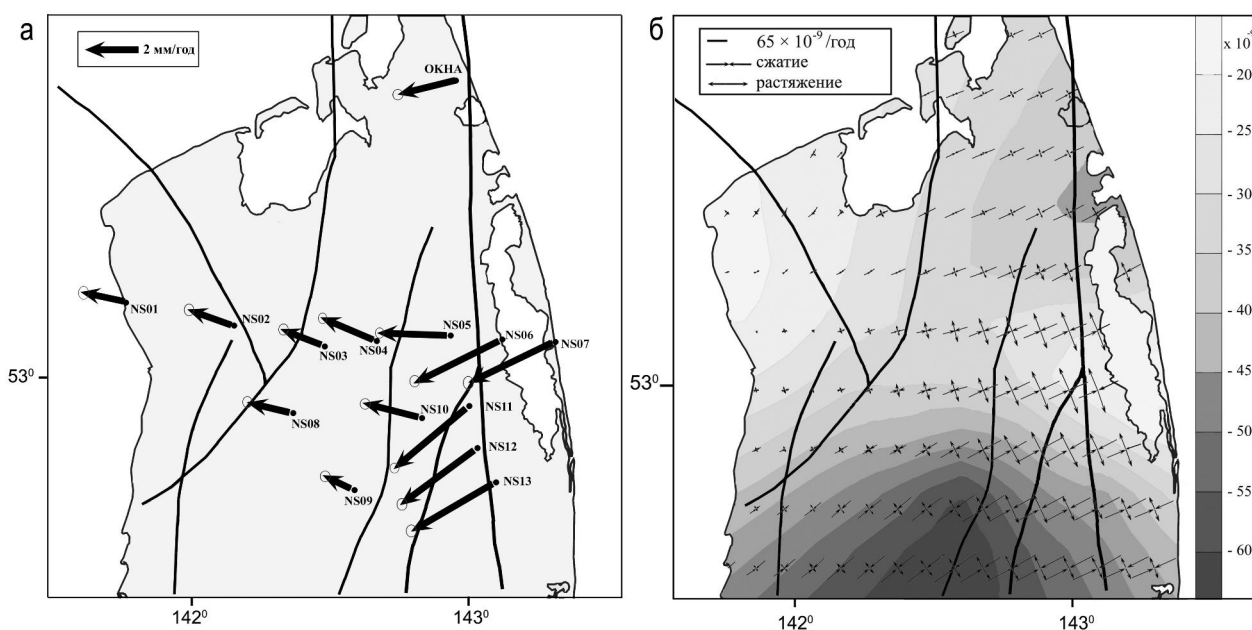 а
2 мм/год
ОКНА
NS01
NS02
NS03
NS04
NS05
NS06
NS07
NS08
NS09
NS10
NS11
NS12
NS13
53⁰
142⁰
143⁰
б
65 × 10⁻⁹ /год
сжатие
растяжение
x 10⁻⁹
- 20
- 25
- 30
- 35
- 40
- 45
- 50
- 55
- 60
53⁰
142⁰
143⁰